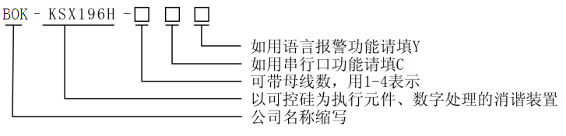 BOK-KSX196H-□□□
如用语言报警功能请填Y
如用串行口功能请填C
可带母线数，用1-4表示
以可控硅为执行元件、数字处理的消谐装置
公司名称缩写